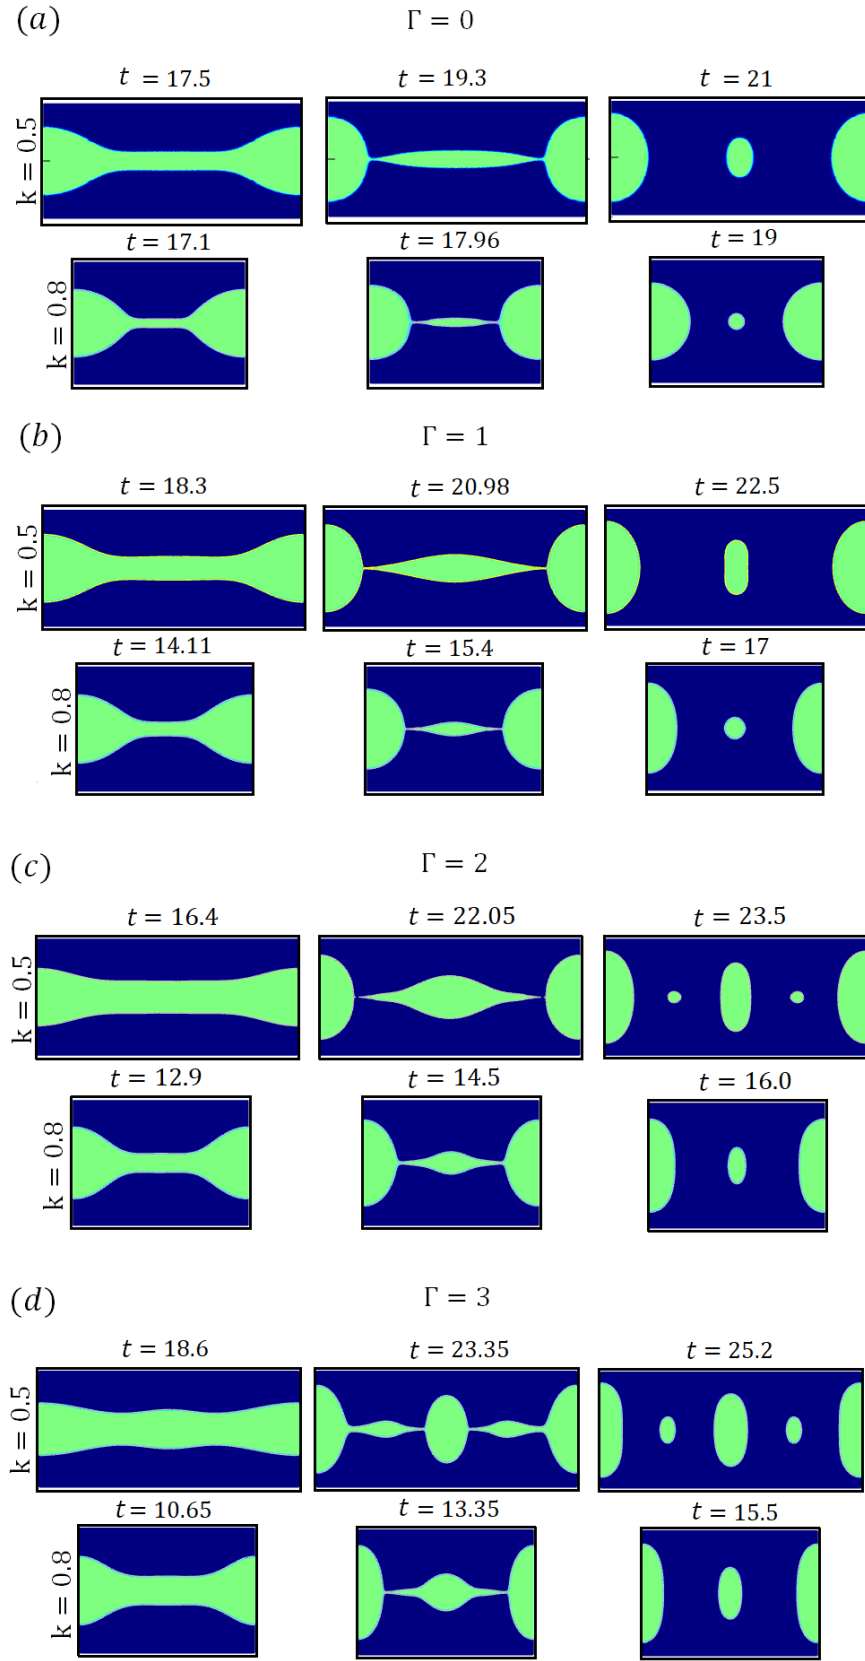 (a) Γ = 0
t = 17.5 t = 19.3 t = 21
k = 0.5
t = 17.1 t = 17.96 t = 19
k = 0.8
(b) Γ = 1
t = 18.3 t = 20.98 t = 22.5
k = 0.5
t = 14.11 t = 15.4 t = 17
k = 0.8
(c) Γ = 2
t = 16.4 t = 22.05 t = 23.5
k = 0.5
t = 12.9 t = 14.5 t = 16.0
k = 0.8
(d) Γ = 3
t = 18.6 t = 23.35 t = 25.2
k = 0.5
t = 10.65 t = 13.35 t = 15.5
k = 0.8